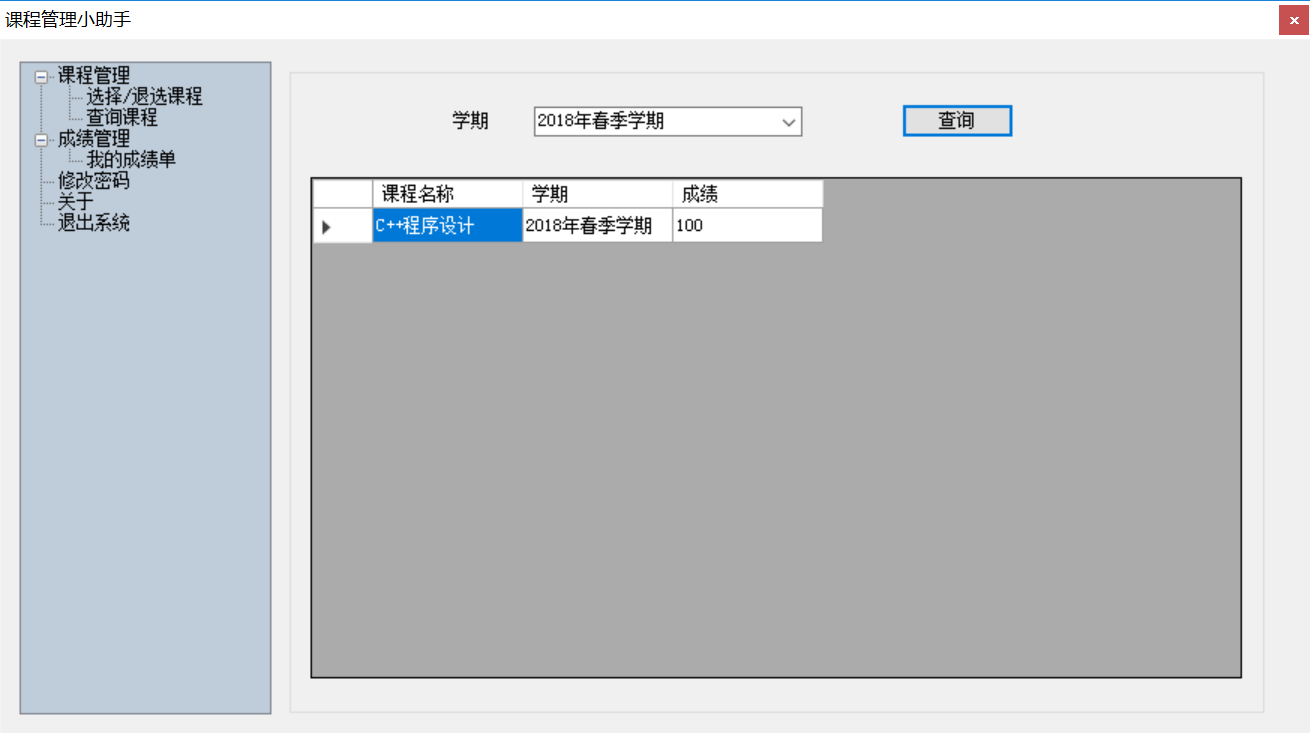 课程管理小助手
课程管理
选择/退选课程
查询课程
成绩管理
我的成绩单
修改密码
关于
退出系统
学期 2018年春季学期 查询
课程名称 学期 成绩
C++程序设计 2018年春季学期 100